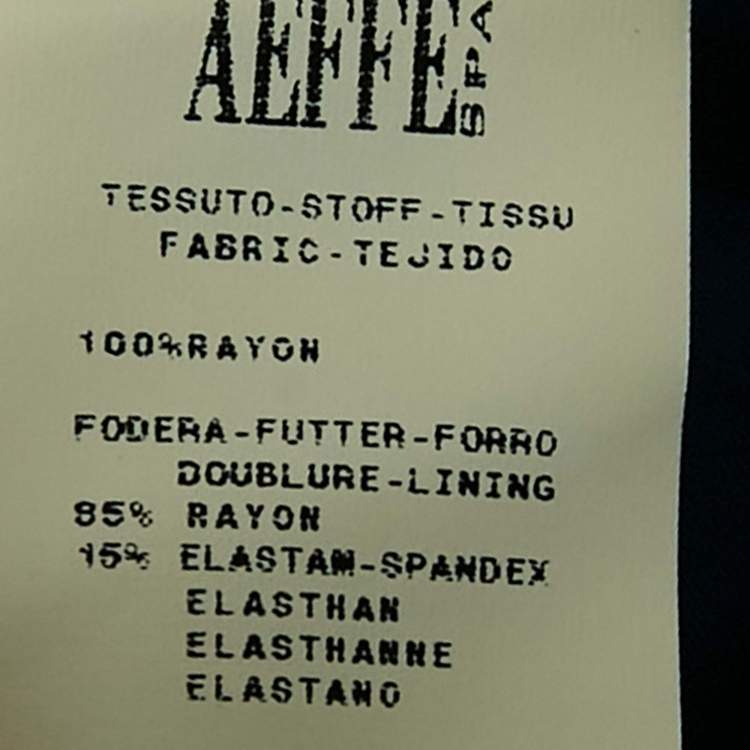 AEFFE SPA
TESSUTO-STOFF-TISSU
FABRIC-TEJIDO
100%RAYON
FODERA-FUTTER-FORRO
DOUBLURE-LINING
85% RAYON
15% ELASTAM-SPANDEX
ELASTHAN
ELASTHANNE
ELASTANO